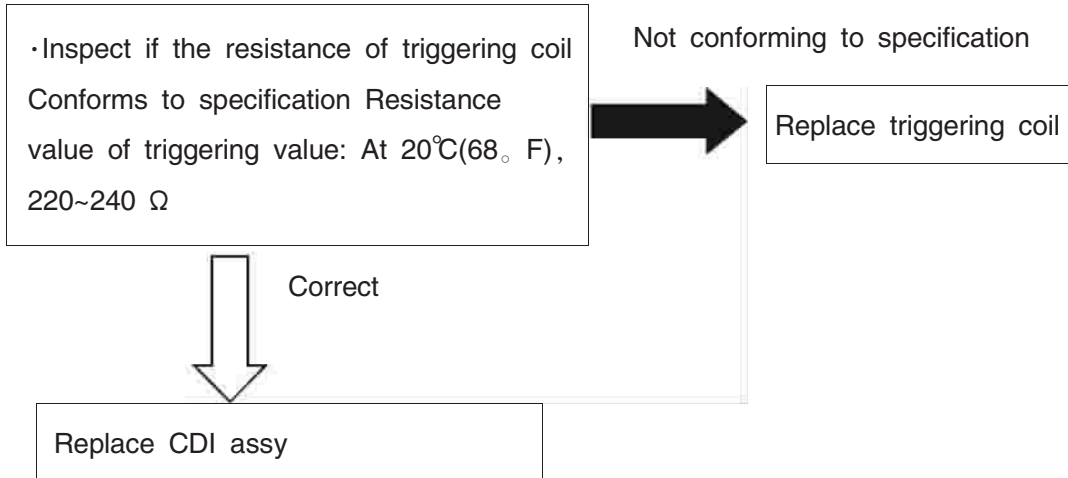 ·Inspect if the resistance of triggering coil
Conforms to specification Resistance
value of triggering value: At 20℃(68。F),
220~240 Ω
Not conforming to specification
Replace triggering coil
Correct
Replace CDI assy